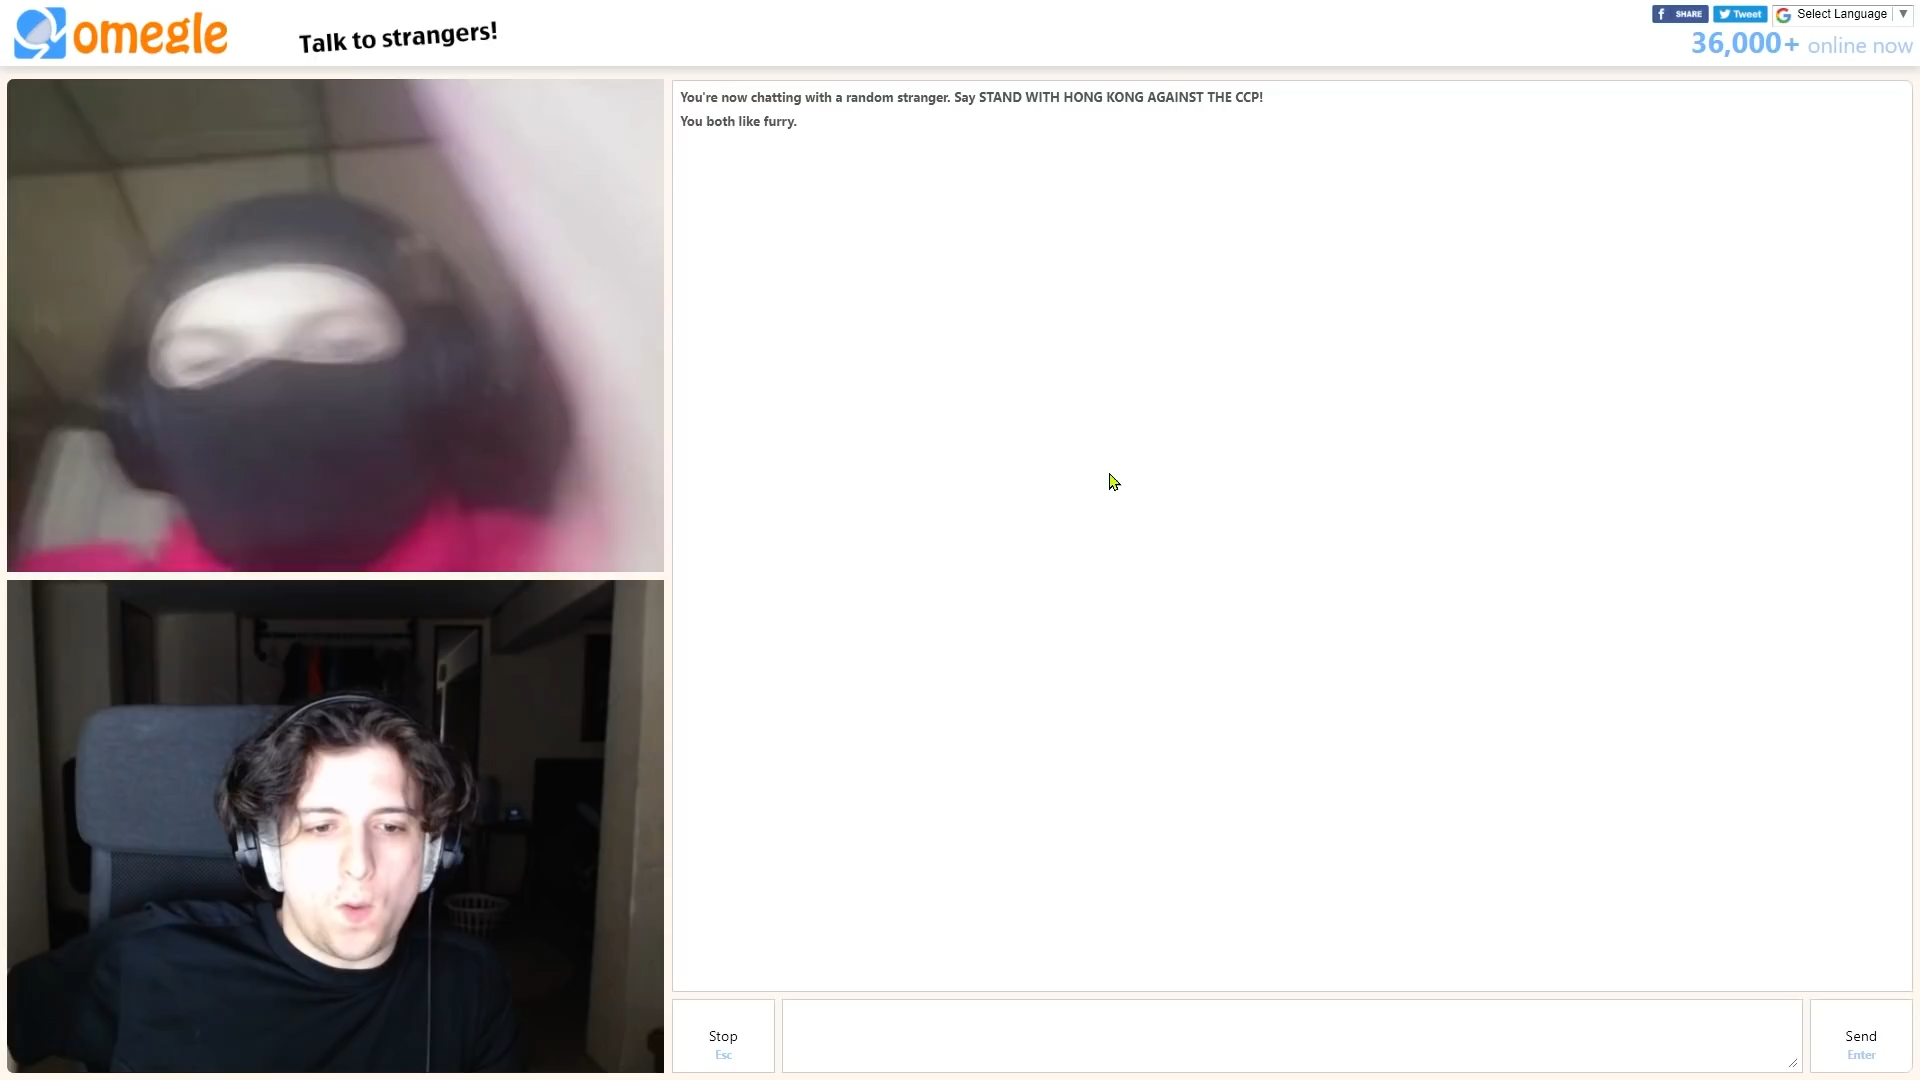 omegle
Talk to strangers!
SHARE
Tweet
Select Language ▼
36,000+ online now
You're now chatting with a random stranger. Say STAND WITH HONG KONG AGAINST THE CCP!
You both like furry.
Stop
Esc
Send
Enter